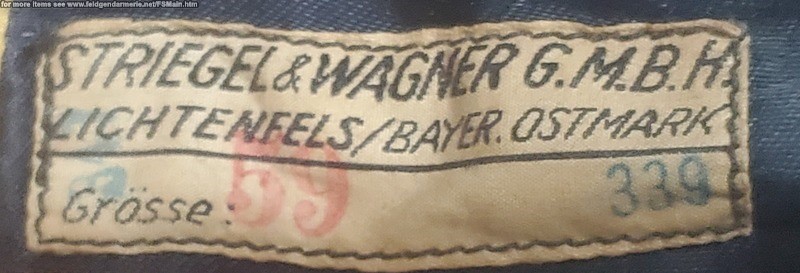 for more items see www.feldgendarmerie.net/FSMain.htm
STRIEGEL & WAGNER G.M.B.H.
LICHTENFELS/BAYER. OSTMARK
Grösse: 59 339